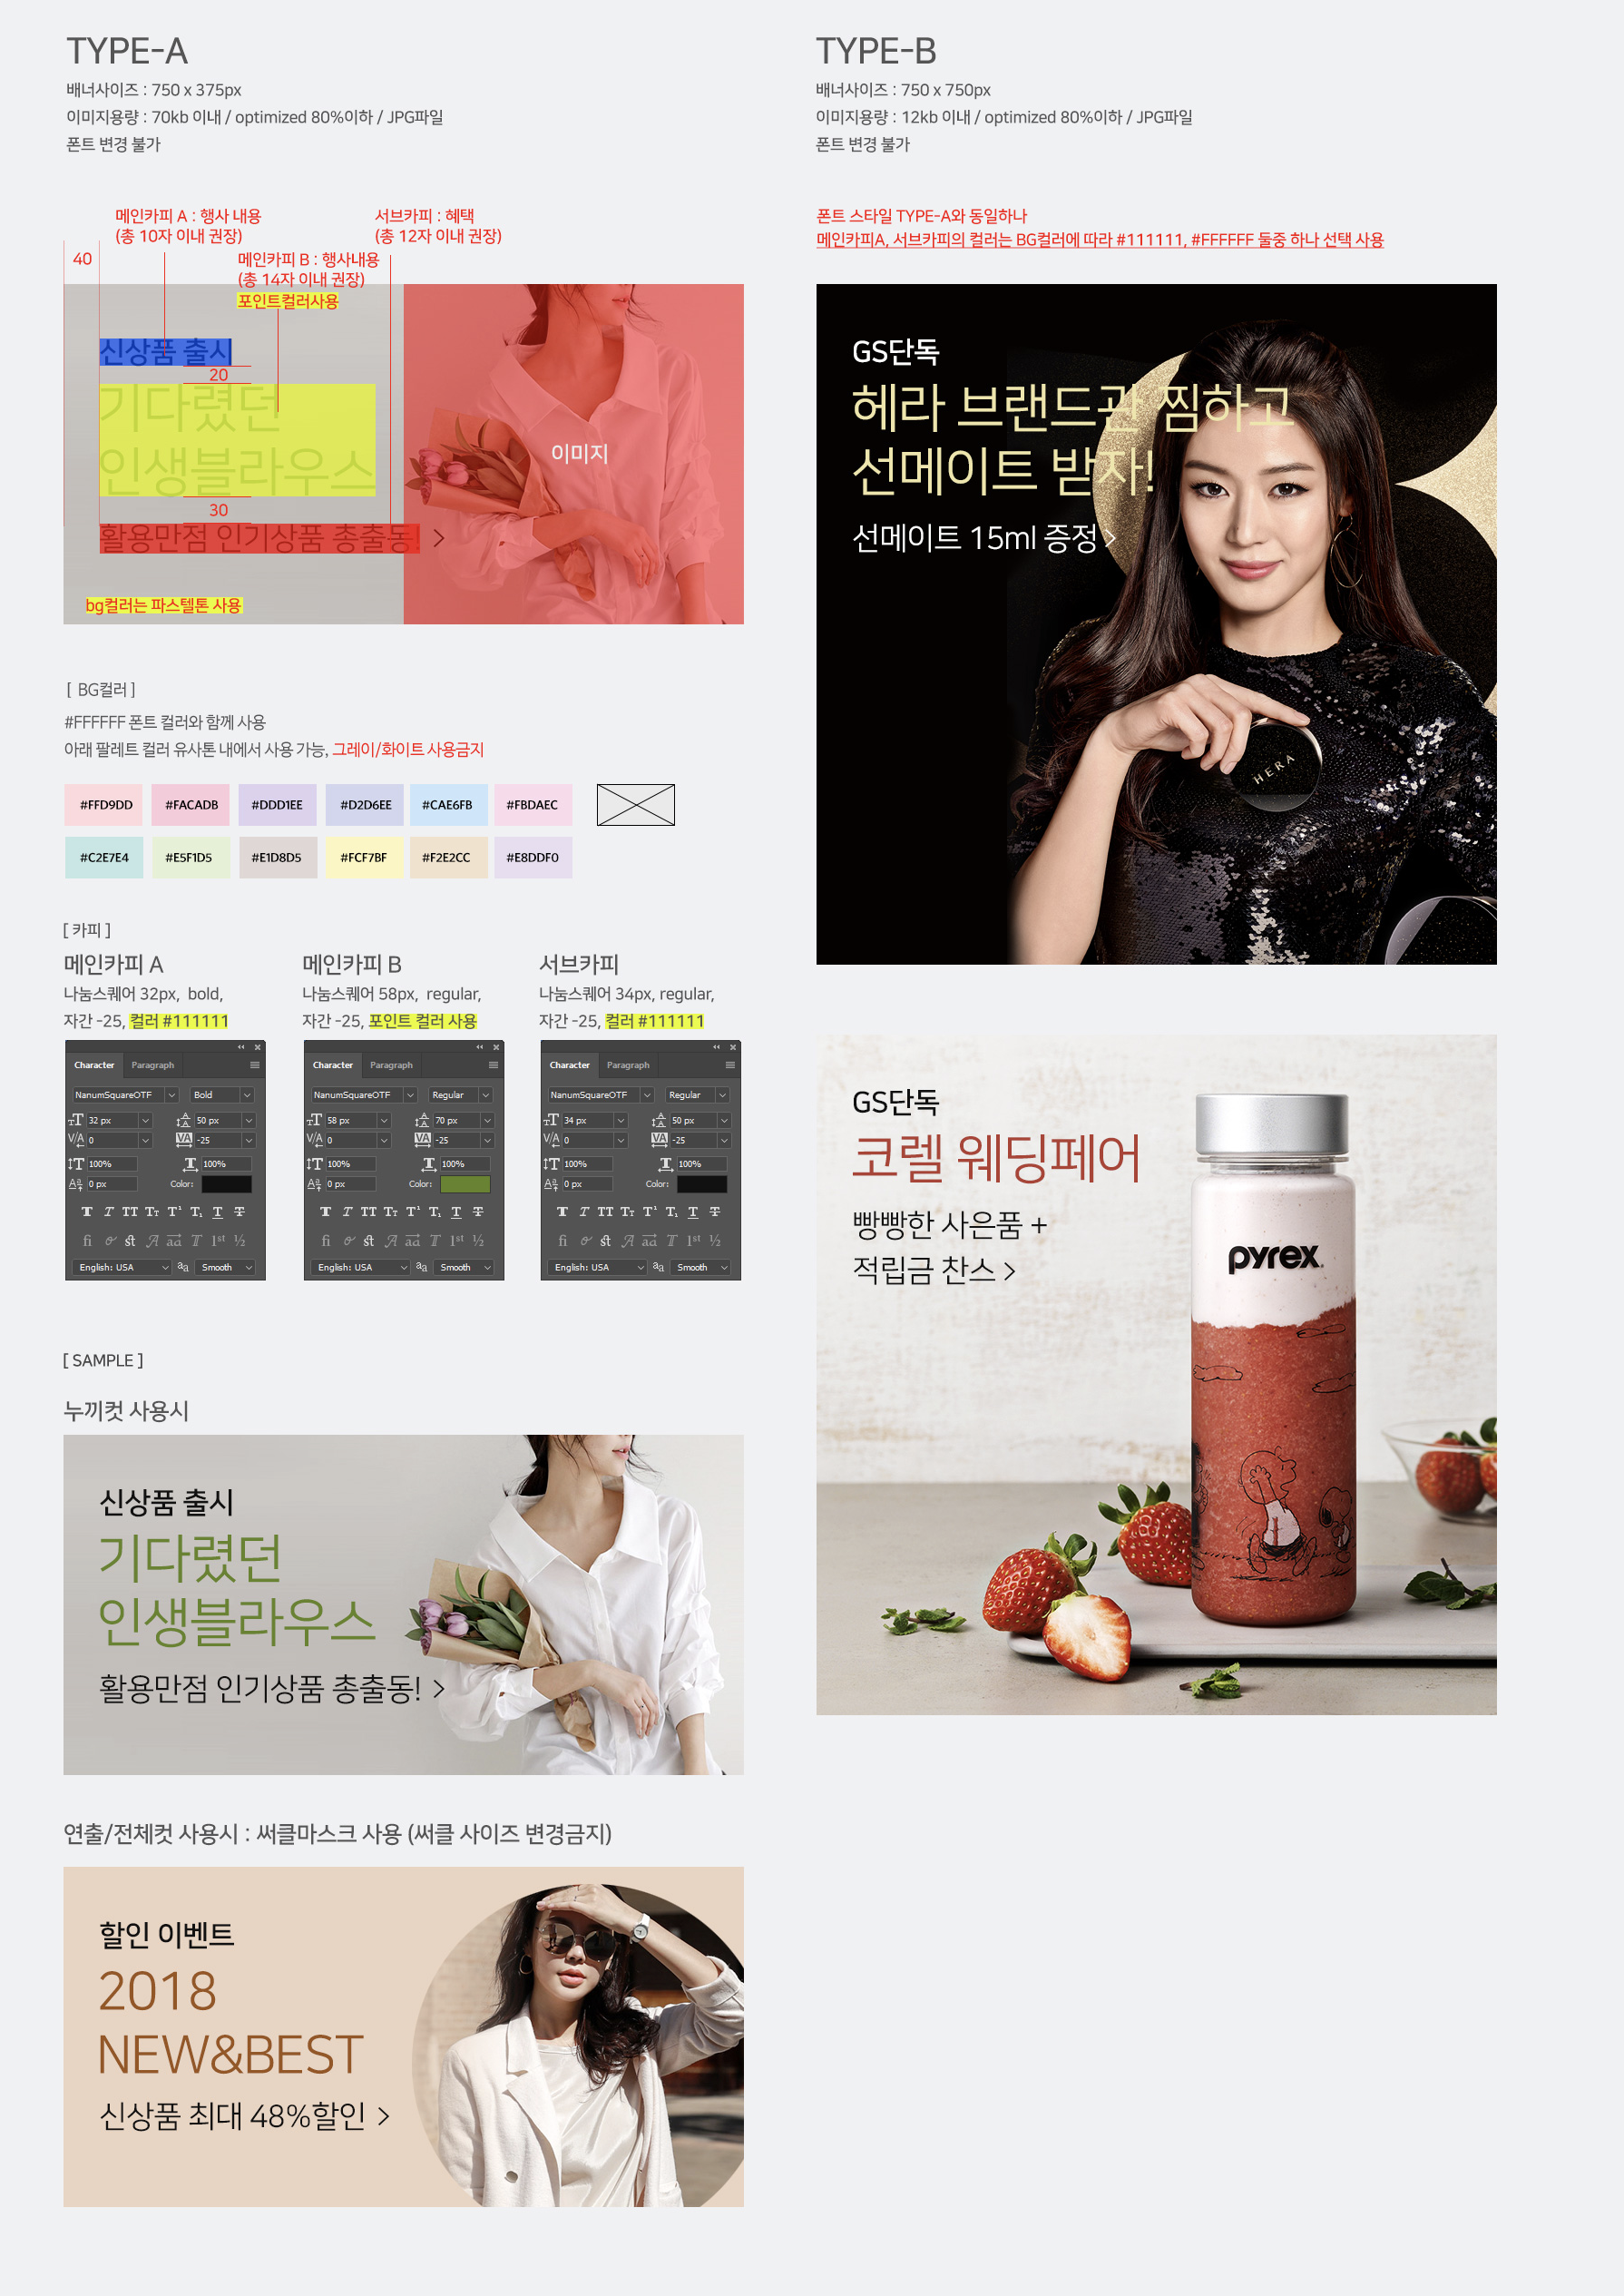 TYPE-A
배너사이즈 : 750 x 375px
이미지용량 : 70kb 이내 / optimized 80%이하 / JPG파일
폰트 변경 불가
메인카피 A : 행사 내용
(총 10자 이내 권장)
서브카피 : 혜택
(총 12자 이내 권장)
40
메인카피 B : 행사내용
(총 14자 이내 권장)
포인트컬러사용
신상품 출시
20
기다렸던
인생블라우스
이미지
30
활용만점 인기상품 총출동! >
bg컬러는 파스텔톤 사용
[ BG컬러 ]
#FFFFFF 폰트 컬러와 함께 사용
아래 팔레트 컬러 유사톤 내에서 사용 가능, 그레이/화이트 사용금지
#FFD9DD #FACADB #DDD1EE #D2D6EE #CAE6FB #FBDAEC
#C2E7E4 #E5F1D5 #E1D8D5 #FCF7BF #F2E2CC #E8DDF0
[ 카피 ]
메인카피 A
나눔스퀘어 32px, bold,
자간 -25, 컬러 #111111
Character Paragraph
NanumSquareOTF Bold
32 px 50 px
0 -25
100% 100%
0 px Color:
English: USA Smooth
메인카피 B
나눔스퀘어 58px, regular,
자간 -25, 포인트 컬러 사용
Character Paragraph
NanumSquareOTF Regular
58 px 70 px
0 -25
100% 100%
0 px Color:
English: USA Smooth
서브카피
나눔스퀘어 34px, regular,
자간 -25, 컬러 #111111
Character Paragraph
NanumSquareOTF Regular
34 px 50 px
0 -25
100% 100%
0 px Color:
English: USA Smooth
[ SAMPLE ]
누끼컷 사용시
신상품 출시
기다렸던
인생블라우스
활용만점 인기상품 총출동! >
연출/전체컷 사용시 : 써클마스크 사용 (써클 사이즈 변경금지)
할인 이벤트
2018
NEW&BEST
신상품 최대 48%할인 >
TYPE-B
배너사이즈 : 750 x 750px
이미지용량 : 12kb 이내 / optimized 80%이하 / JPG파일
폰트 변경 불가
폰트 스타일 TYPE-A와 동일하나
메인카피A, 서브카피의 컬러는 BG컬러에 따라 #111111, #FFFFFF 둘중 하나 선택 사용
GS단독
헤라 브랜드관 찜하고
선메이트 받자!
선메이트 15ml 증정 >
HERA
GS단독
코렐 웨딩페어
빵빵한 사은품 +
적립금 찬스 >
pyrex